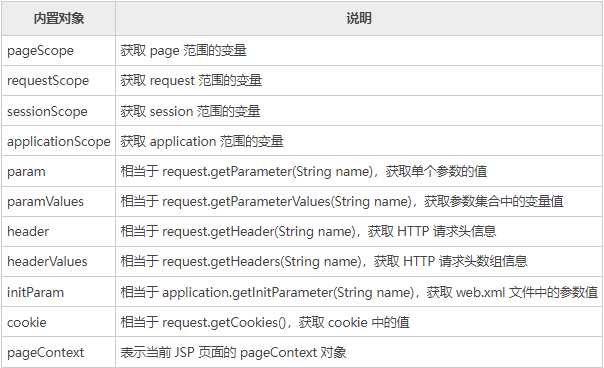 内置对象 说明
pageScope 获取 page 范围的变量
requestScope 获取 request 范围的变量
sessionScope 获取 session 范围的变量
applicationScope 获取 application 范围的变量
param 相当于 request.getParameter(String name)，获取单个参数的值
paramValues 相当于 request.getParameterValues(String name)，获取参数集合中的变量值
header 相当于 request.getHeader(String name)，获取 HTTP 请求头信息
headerValues 相当于 request.getHeaders(String name)，获取 HTTP 请求头数组信息
initParam 相当于 application.getInitParameter(String name)，获取 web.xml 文件中的参数值
cookie 相当于 request.getCookies()，获取 cookie 中的值
pageContext 表示当前 JSP 页面的 pageContext 对象